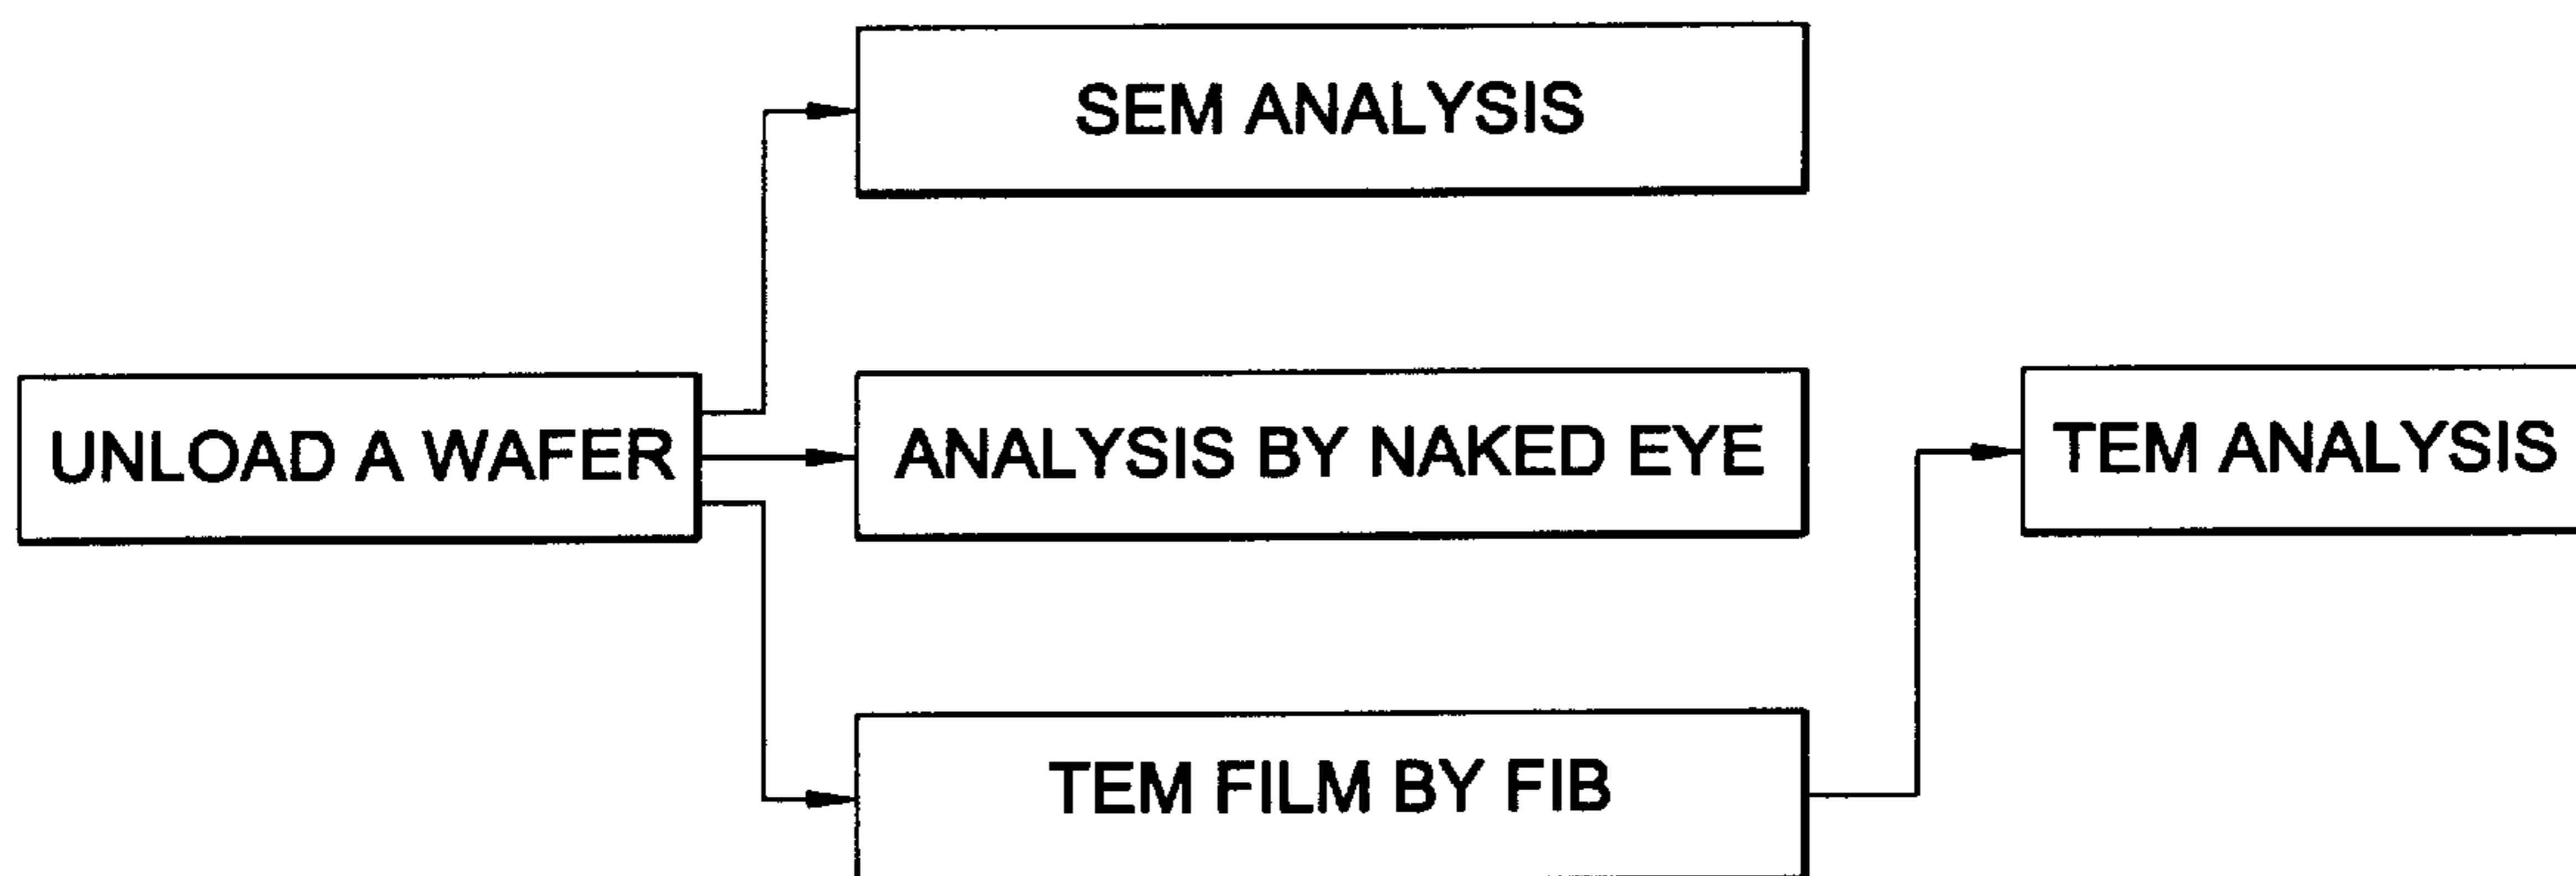 SEM ANALYSIS
UNLOAD A WAFER
ANALYSIS BY NAKED EYE
TEM ANALYSIS
TEM FILM BY FIB